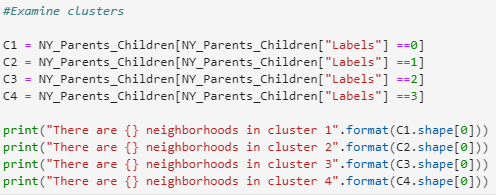 #Examine clusters
C1 = NY_Parents_Children[NY_Parents_Children["Labels"] ==0]
C2 = NY_Parents_Children[NY_Parents_Children["Labels"] ==1]
C3 = NY_Parents_Children[NY_Parents_Children["Labels"] ==2]
C4 = NY_Parents_Children[NY_Parents_Children["Labels"] ==3]
print("There are {} neighborhoods in cluster 1".format(C1.shape[0]))
print("There are {} neighborhoods in cluster 2".format(C2.shape[0]))
print("There are {} neighborhoods in cluster 3".format(C3.shape[0]))
print("There are {} neighborhoods in cluster 4".format(C4.shape[0]))